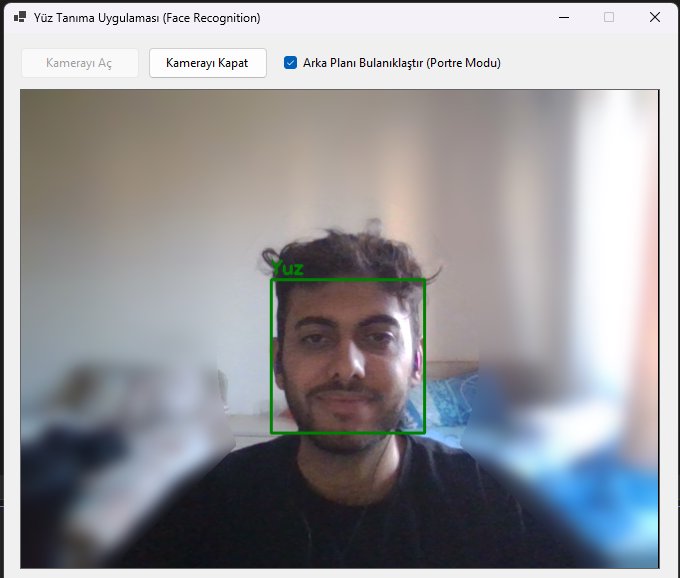 Yüz Tanıma Uygulaması (Face Recognition)
Kamerayı Aç
Kamerayı Kapat
Arka Planı Bulanıklaştır (Portre Modu)
Yuz